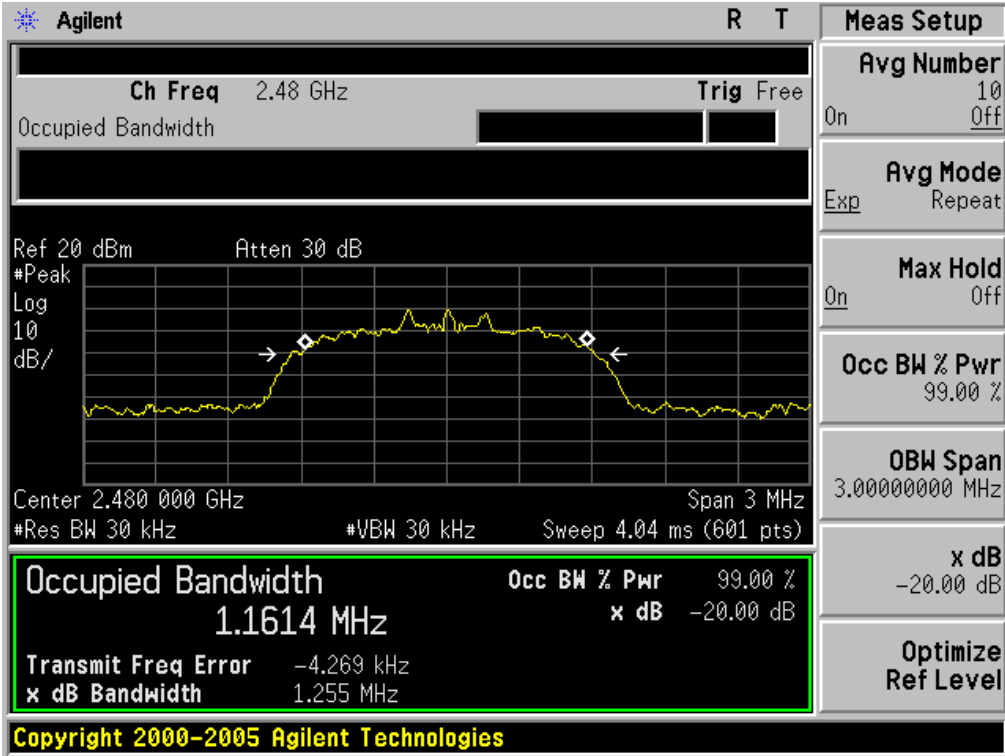 Agilent R T Meas Setup
Ch Freq 2.48 GHz Trig Free
Occupied Bandwidth
Avg Number
10
On Off
Avg Mode
Exp Repeat
Max Hold
On Off
Occ BW % Pwr
99.00 %
OBW Span
3.00000000 MHz
x dB
-20.00 dB
Optimize
Ref Level
Ref 20 dBm Atten 30 dB
#Peak
Log
10
dB/
Center 2.480 000 GHz Span 3 MHz
#Res BW 30 kHz #VBW 30 kHz Sweep 4.04 ms (601 pts)
Occupied Bandwidth Occ BW % Pwr 99.00 %
1.1614 MHz x dB -20.00 dB
Transmit Freq Error -4.269 kHz
x dB Bandwidth 1.255 MHz
Copyright 2000-2005 Agilent Technologies